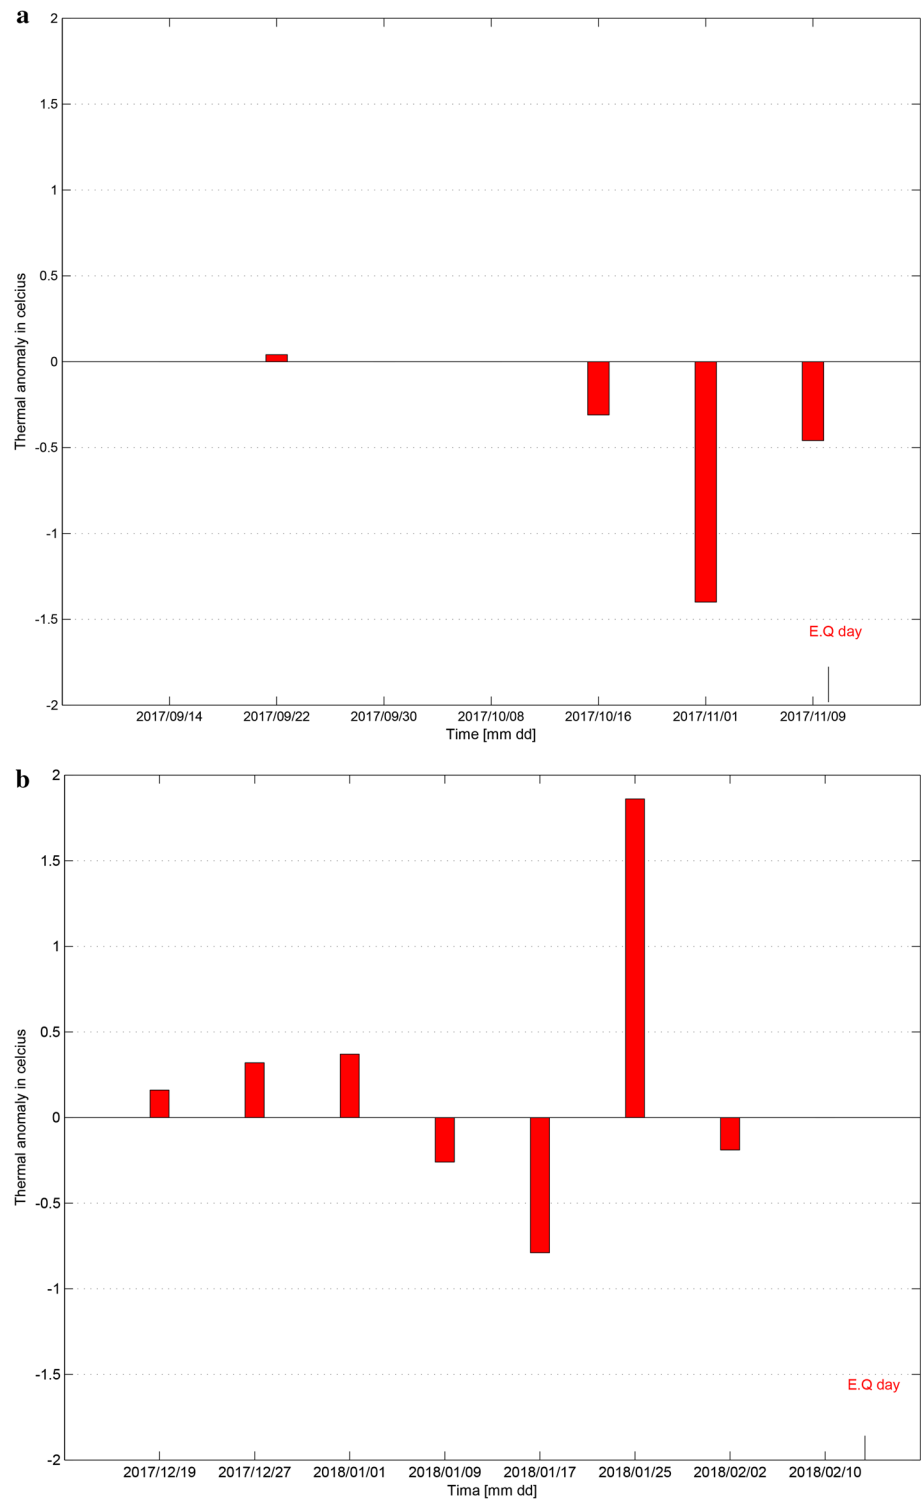 a
2
1.5
1
0.5
0
-0.5
-1
-1.5
-2
Thermal anomaly in celcius
E.Q day
2017/09/14 2017/09/22 2017/09/30 2017/10/08 2017/10/16 2017/11/01 2017/11/09
Time [mm dd]
b
2
1.5
1
0.5
0
-0.5
-1
-1.5
-2
Thermal anomaly in celcius
E.Q day
2017/12/19 2017/12/27 2018/01/01 2018/01/09 2018/01/17 2018/01/25 2018/02/02 2018/02/10
Tima [mm dd]